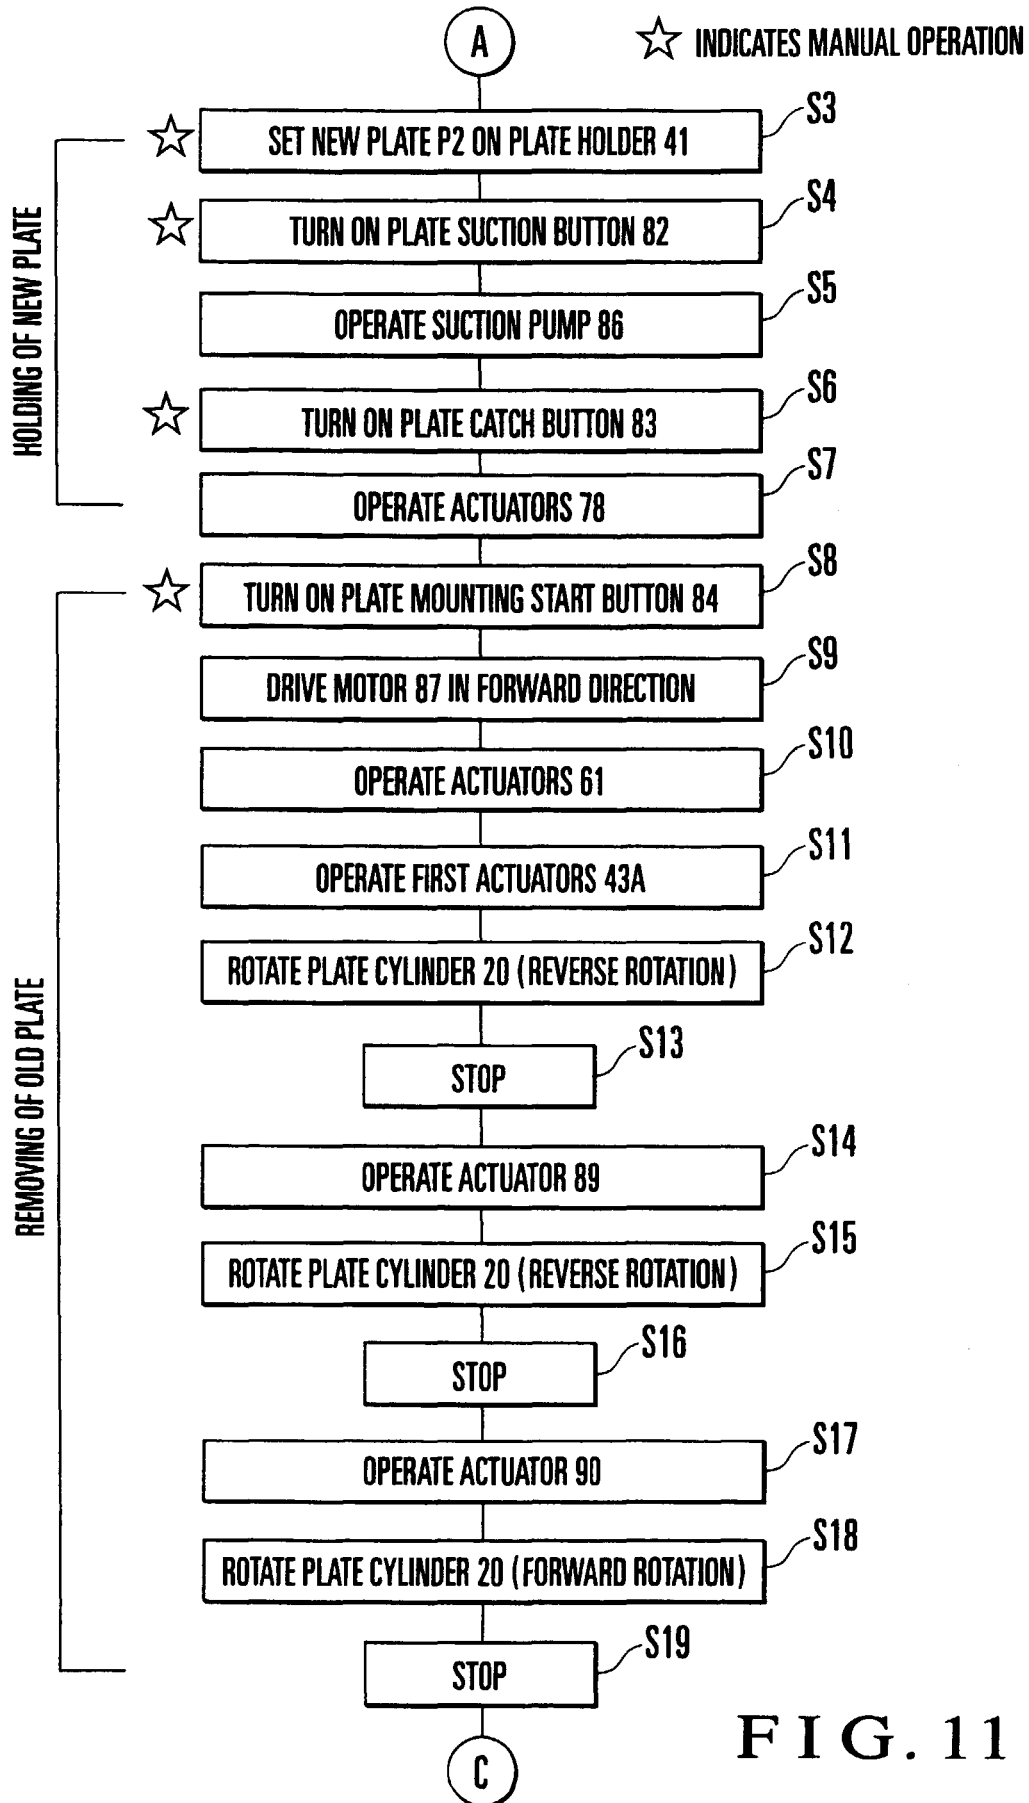 A
☆ INDICATES MANUAL OPERATION
S3
☆ SET NEW PLATE P2 ON PLATE HOLDER 41
S4
☆ TURN ON PLATE SUCTION BUTTON 82
S5
OPERATE SUCTION PUMP 86
S6
☆ TURN ON PLATE CATCH BUTTON 83
S7
OPERATE ACTUATORS 78
HOLDING OF NEW PLATE
S8
☆ TURN ON PLATE MOUNTING START BUTTON 84
S9
DRIVE MOTOR 87 IN FORWARD DIRECTION
S10
OPERATE ACTUATORS 61
S11
OPERATE FIRST ACTUATORS 43A
S12
ROTATE PLATE CYLINDER 20 (REVERSE ROTATION)
S13
STOP
S14
OPERATE ACTUATOR 89
S15
ROTATE PLATE CYLINDER 20 (REVERSE ROTATION)
S16
STOP
S17
OPERATE ACTUATOR 90
S18
ROTATE PLATE CYLINDER 20 (FORWARD ROTATION)
S19
STOP
REMOVING OF OLD PLATE
C
FIG. 11